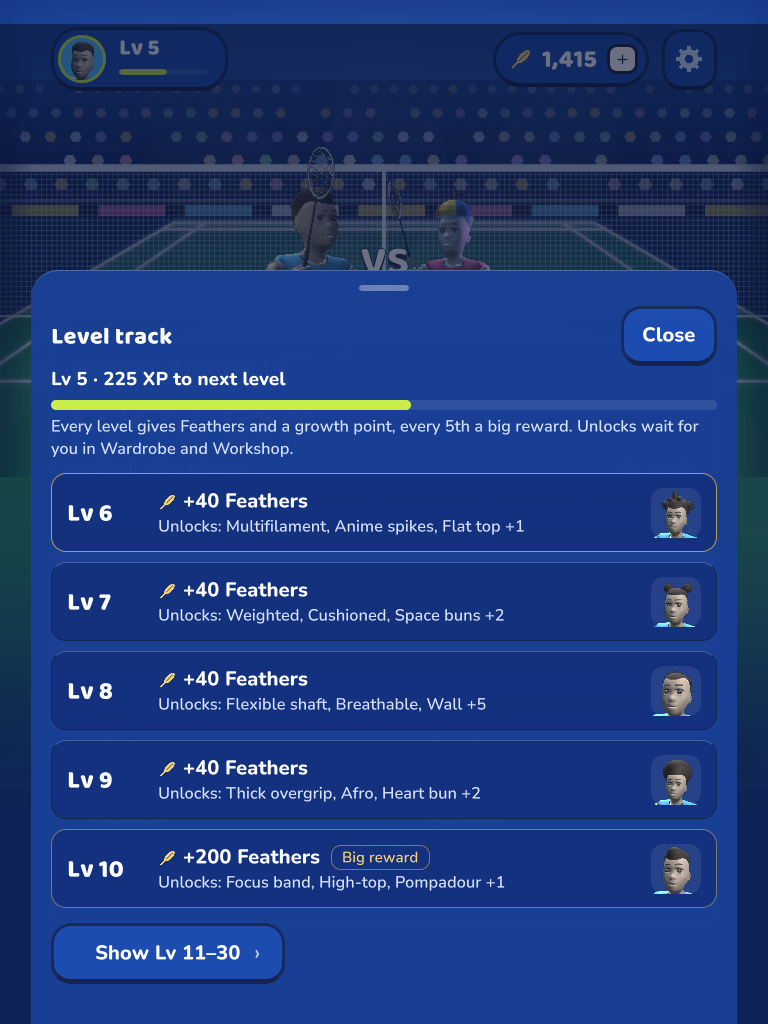 Lv 5
1,415
+
VS
Level track
Close
Lv 5 · 225 XP to next level
Every level gives Feathers and a growth point, every 5th a big reward. Unlocks wait for
you in Wardrobe and Workshop.
Lv 6
+40 Feathers
Unlocks: Multifilament, Anime spikes, Flat top +1
Lv 7
+40 Feathers
Unlocks: Weighted, Cushioned, Space buns +2
Lv 8
+40 Feathers
Unlocks: Flexible shaft, Breathable, Wall +5
Lv 9
+40 Feathers
Unlocks: Thick overgrip, Afro, Heart bun +2
Lv 10
+200 Feathers Big reward
Unlocks: Focus band, High-top, Pompadour +1
Show Lv 11–30 ›